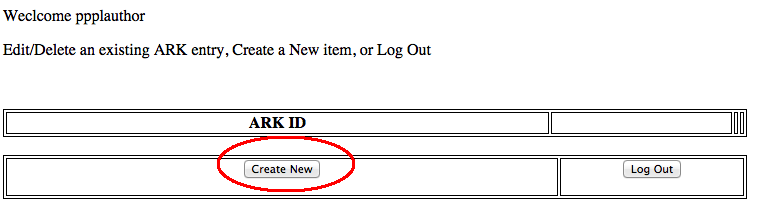 Weclcome ppplauthor
Edit/Delete an existing ARK entry, Create a New item, or Log Out
ARK ID
Create New
Log Out